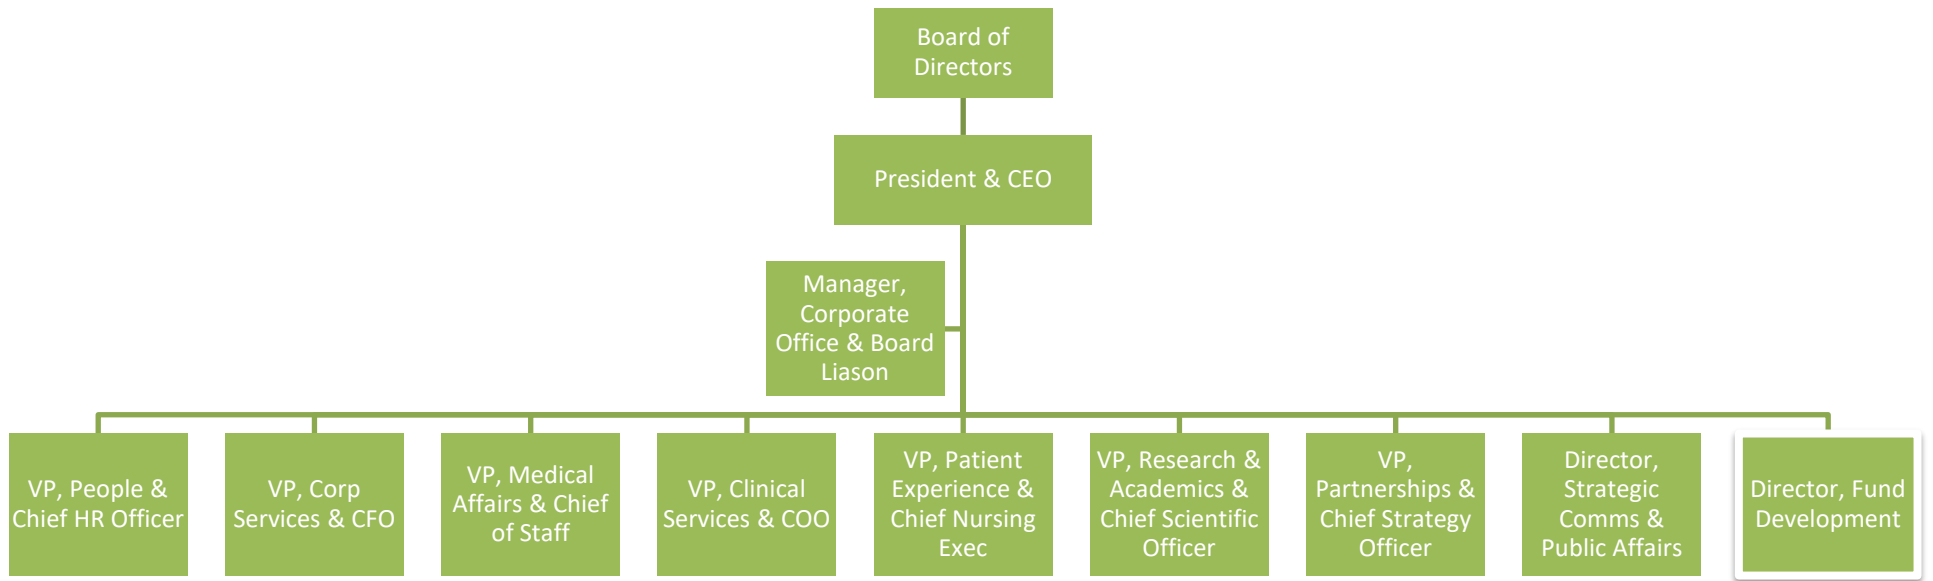 Board of
Directors
President & CEO
Manager,
Corporate
Office & Board
Liason
VP, People &
Chief HR Officer
VP, Corp
Services & CFO
VP, Medical
Affairs & Chief
of Staff
VP, Clinical
Services & COO
VP, Patient
Experience &
Chief Nursing
Exec
VP, Research &
Academics &
Chief Scientific
Officer
VP,
Partnerships &
Chief Strategy
Officer
Director,
Strategic
Comms &
Public Affairs
Director, Fund
Development